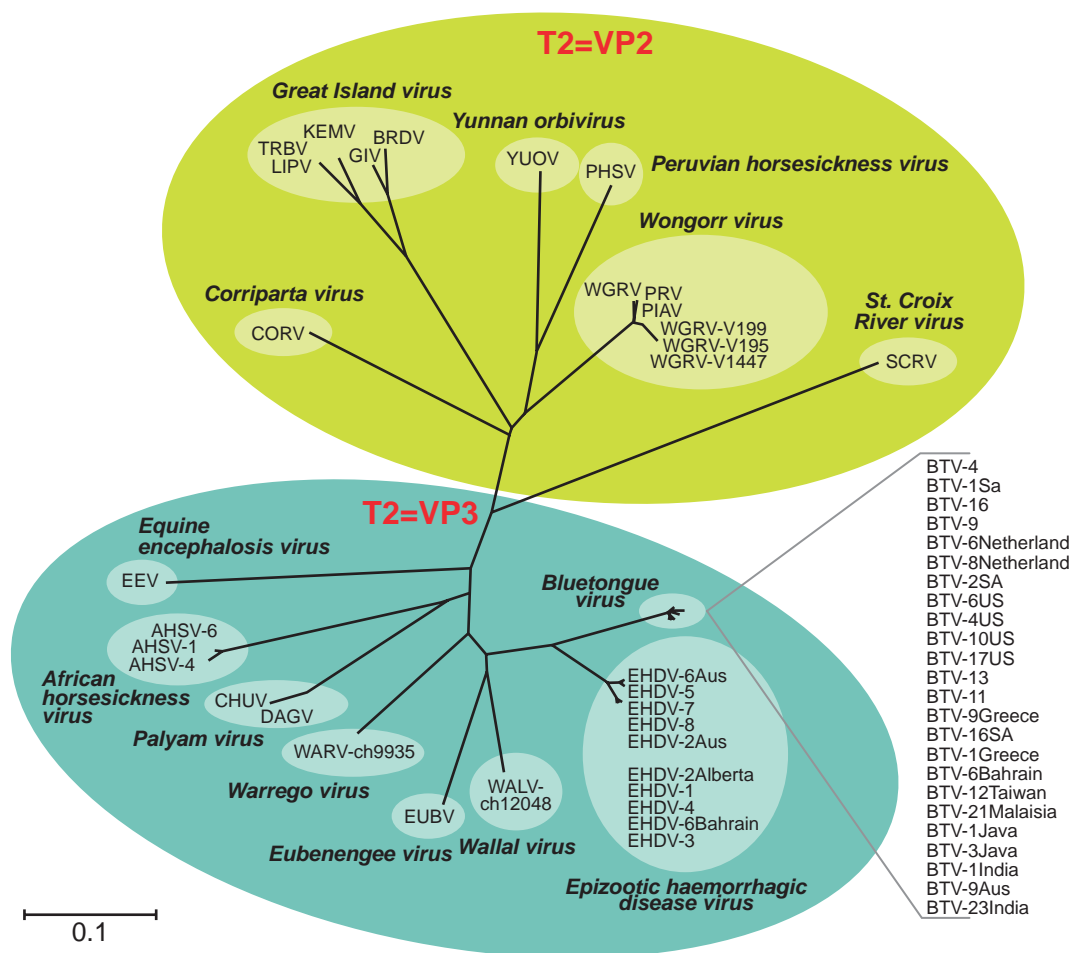 T2=VP2
Great Island virus
KEMV
BRDV
TRBV
GIV
LIPV
Yunnan orbivirus
YUOV
PHSV
Peruvian horsesickness virus
Wongorr virus
WGRV
PRV
PIAV
WGRV-V199
WGRV-V195
WGRV-V1447
Corriparta virus
CORV
St. Croix
River virus
SCRV
T2=VP3
Equine
encephalosis virus
EEV
AHSV-6
AHSV-1
AHSV-4
African
horsesickness
virus
CHUV
DAGV
Palyam virus
WARV-ch9935
Warrego virus
EUBV
Eubenengee virus
WALV-
ch12048
Wallal virus
Bluetongue
virus
EHDV-6Aus
EHDV-5
EHDV-7
EHDV-8
EHDV-2Aus
EHDV-2Alberta
EHDV-1
EHDV-4
EHDV-6Bahrain
EHDV-3
Epizootic haemorrhagic
disease virus
BTV-4
BTV-1Sa
BTV-16
BTV-9
BTV-6Netherland
BTV-8Netherland
BTV-2SA
BTV-6US
BTV-4US
BTV-10US
BTV-17US
BTV-13
BTV-11
BTV-9Greece
BTV-16SA
BTV-1Greece
BTV-6Bahrain
BTV-12Taiwan
BTV-21Malaisia
BTV-1Java
BTV-3Java
BTV-1India
BTV-9Aus
BTV-23India
0.1